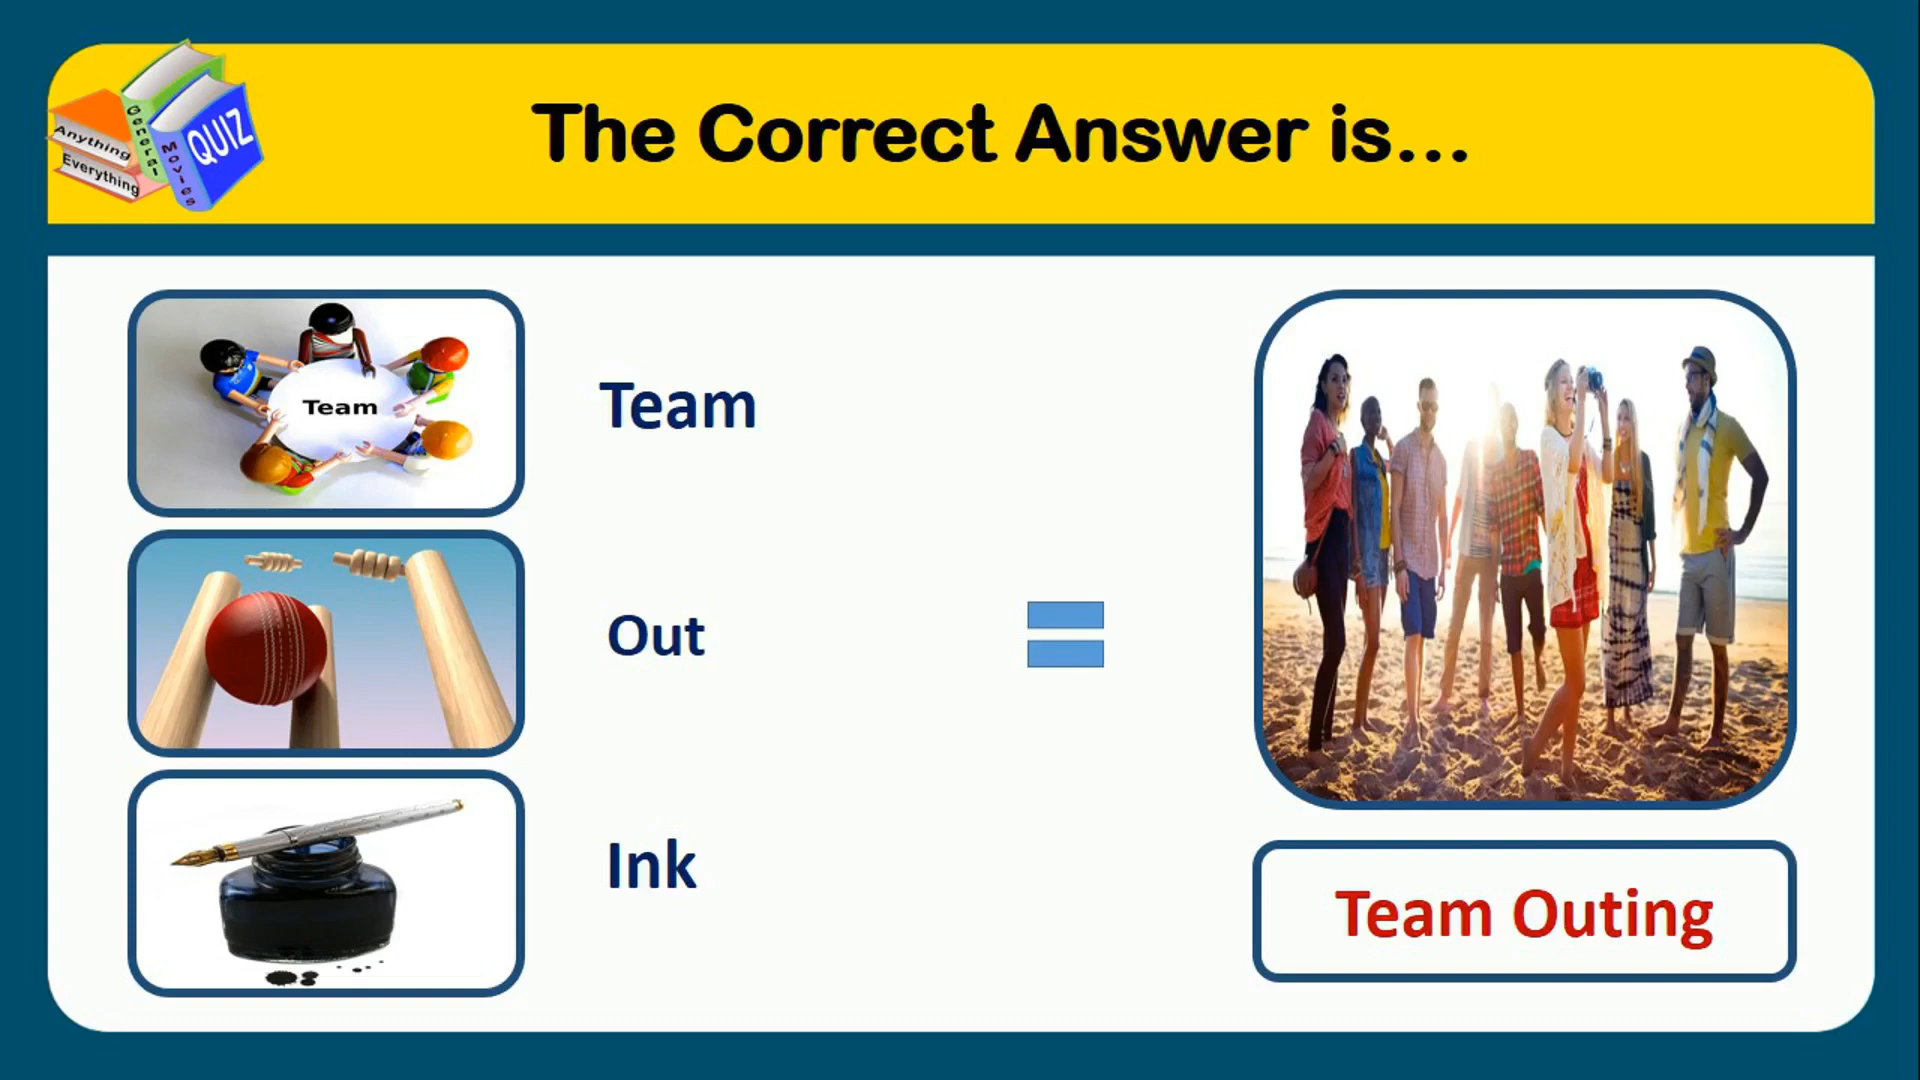 Anything
Everything
General
Movies
QUIZ
The Correct Answer is...
Team
Team
Out
Ink
Team Outing